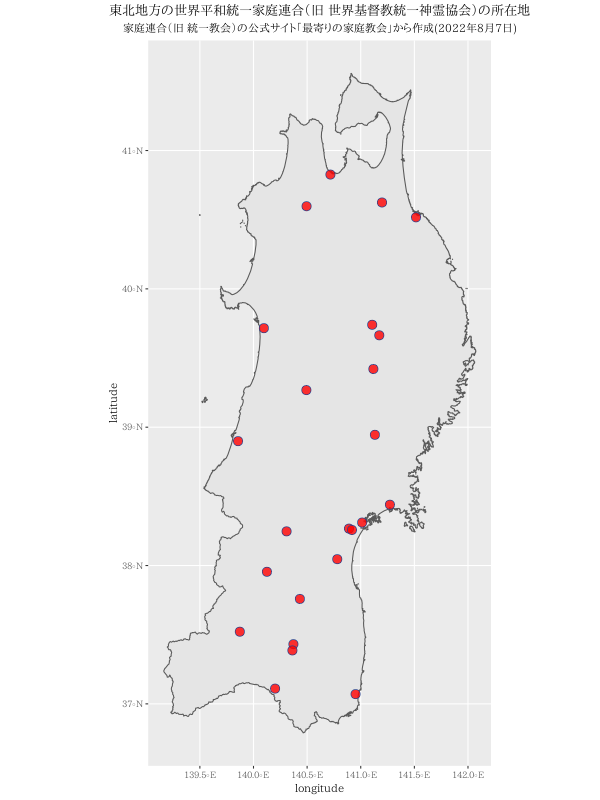 東北地方の世界平和統一家庭連合(旧 世界基督教統一神霊協会)の所在地
家庭連合(旧 統一教会)の公式サイト「最寄りの家庭教会」から作成(2022年8月7日)
41°N
40°N
39°N
38°N
37°N
latitude
139.5°E 140.0°E 140.5°E 141.0°E 141.5°E 142.0°E
longitude